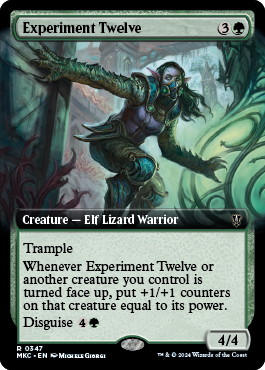 Experiment Twelve 3
Creature — Elf Lizard Warrior
Trample
Whenever Experiment Twelve or
another creature you control is
turned face up, put +1/+1 counters
on that creature equal to its power.
Disguise 4
4/4
R 0347
MKC • EN Michele Giorgi
™ & © 2024 Wizards of the Coast